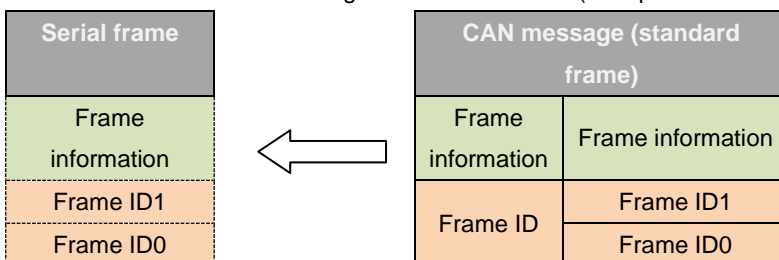 Serial frame
CAN message (standard
frame)
Frame
information
Frame
information
Frame information
Frame ID1
Frame ID
Frame ID1
Frame ID0
Frame ID0